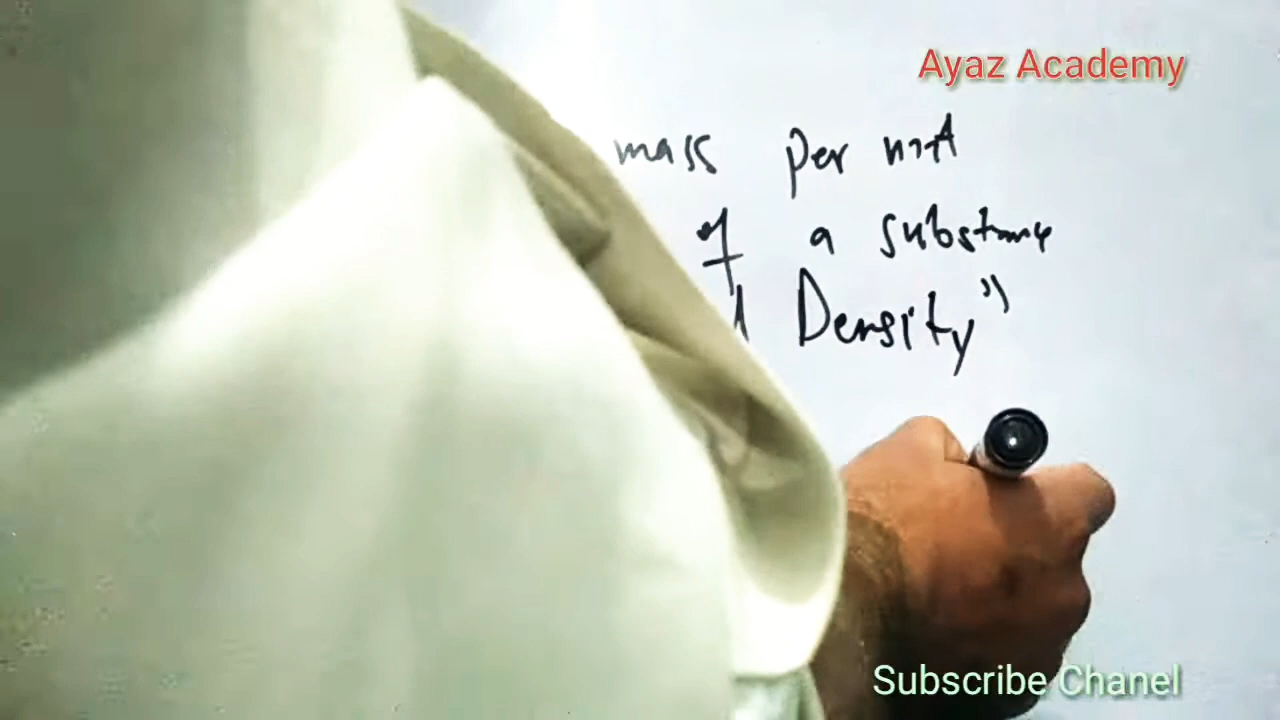 Ayaz Academy
mass per unit
of a substance
Density"
Subscribe Chanel